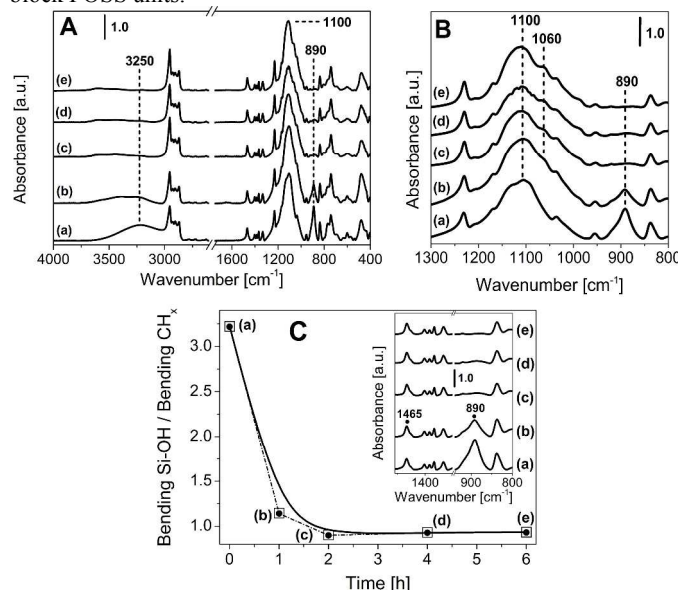 block POSS units.
A
1.0
1100
3250
890
(e)
(d)
(c)
(b)
(a)
Absorbance [a.u.]
4000 3500 3000 1600 1200 800 400
Wavenumber [cm-1]
B
1.0
1100
1060
890
(e)
(d)
(c)
(b)
(a)
Absorbance [a.u.]
1300 1200 1100 1000 900 800
Wavenumber [cm-1]
C
Bending Si-OH / Bending CHx
3.0
2.5
2.0
1.5
1.0
(a)
(b)
(c)
(d)
(e)
0 1 2 3 4 5 6
Time [h]
Absorbance [a.u.]
(e)
(d)
1.0
(c)
1465
890
(b)
(a)
1400 900 800
Wavenumber [cm-1]